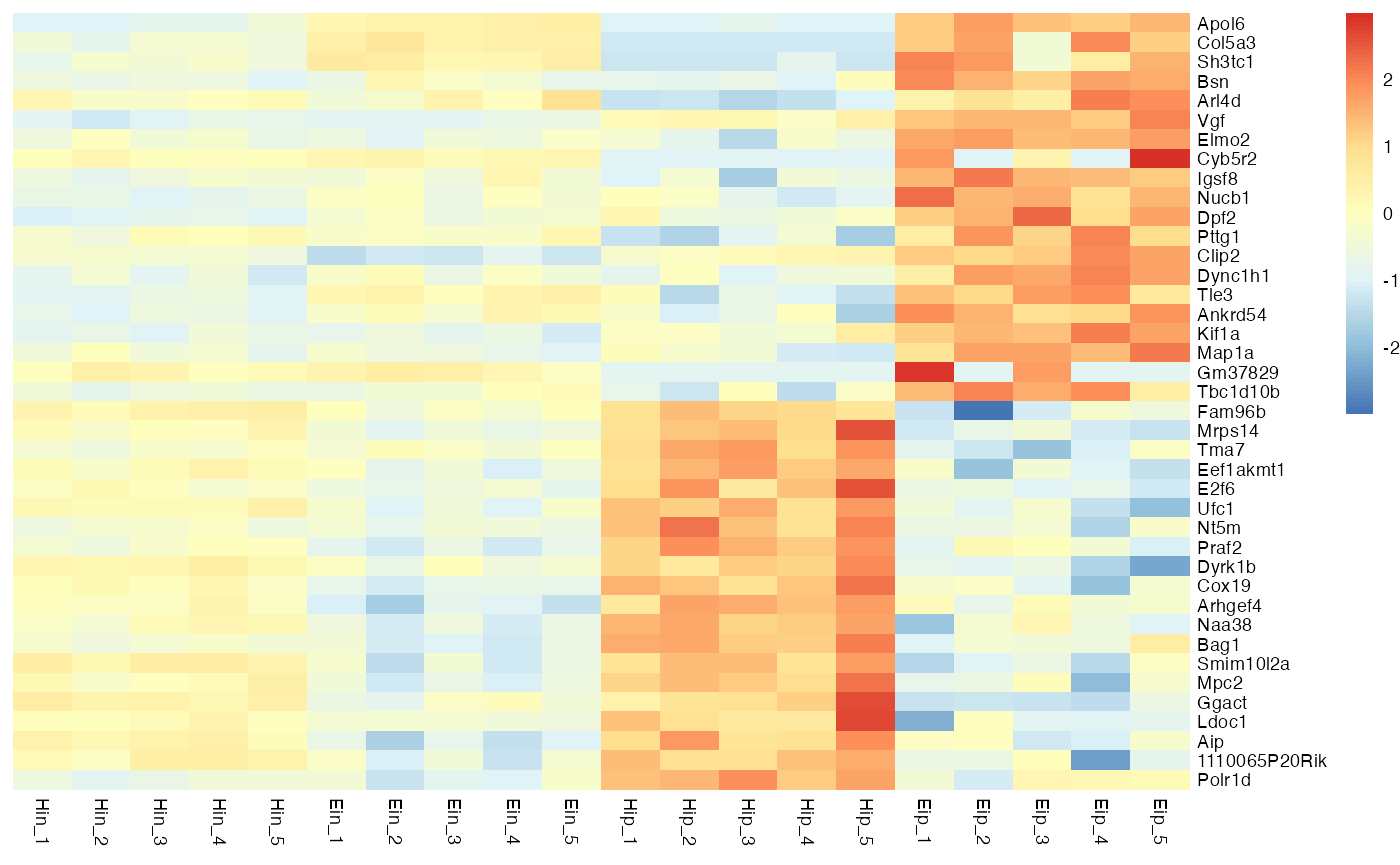 Apol6
Col5a3
Sh3tc1
Bsn
Arl4d
Vgf
Elmo2
Cyb5r2
Igsf8
Nucb1
Dpf2
Pttg1
Clip2
Dync1h1
Tle3
Ankrd54
Kif1a
Map1a
Gm37829
Tbc1d10b
Fam96b
Mrps14
Tma7
Eef1akmt1
E2f6
Ufc1
Nt5m
Praf2
Dyrk1b
Cox19
Arhgef4
Naa38
Bag1
Smim10l2a
Mpc2
Ggact
Ldoc1
Aip
1110065P20Rik
Polr1d
2
1
0
-1
-2
Hin_1
Hin_2
Hin_3
Hin_4
Hin_5
Ein_1
Ein_2
Ein_3
Ein_4
Ein_5
Hip_1
Hip_2
Hip_3
Hip_4
Hip_5
Eip_1
Eip_2
Eip_3
Eip_4
Eip_5